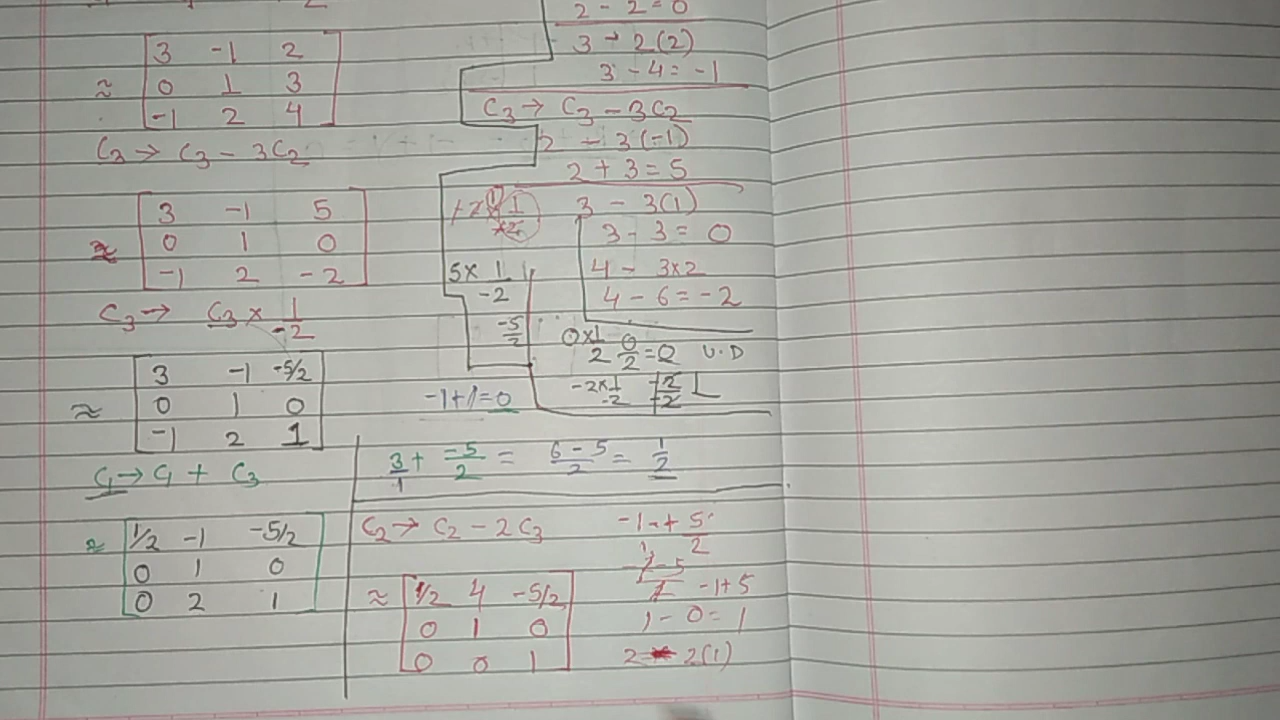 3 -1 2
≈ 0 1 3
-1 2 4
C3 → C3 - 3C2
3 -1 5
≈ 0 1 0
-1 2 -2
C3 → C3 × 1/-2
3 -1 -5/2
≈ 0 1 0
-1 2 1
C1 → C1 + C3
1/2 -1 -5/2
≈ 0 1 0
0 2 1
2 - 2 = 0
3 - 2(2)
3 - 4 = -1
C3 → C3 - 3C2
2 - 3(-1)
2 + 3 = 5
3 - 3(1)
3 - 3 = 0
4 - 3×2
4 - 6 = -2
5 × 1/-2
-5/2
0×1/2 0/2 = 0 U.D
-2×1/-2 -2/-2
-1+1=0
3/1 + -5/2 = 6-5/2 = 1/2
C2 → C2 - 2C3
1/2 4 -5/2
≈ 0 1 0
0 0 1
-1 + 5/2
-1+5
1 - 0 = 1
2 - 2(1)